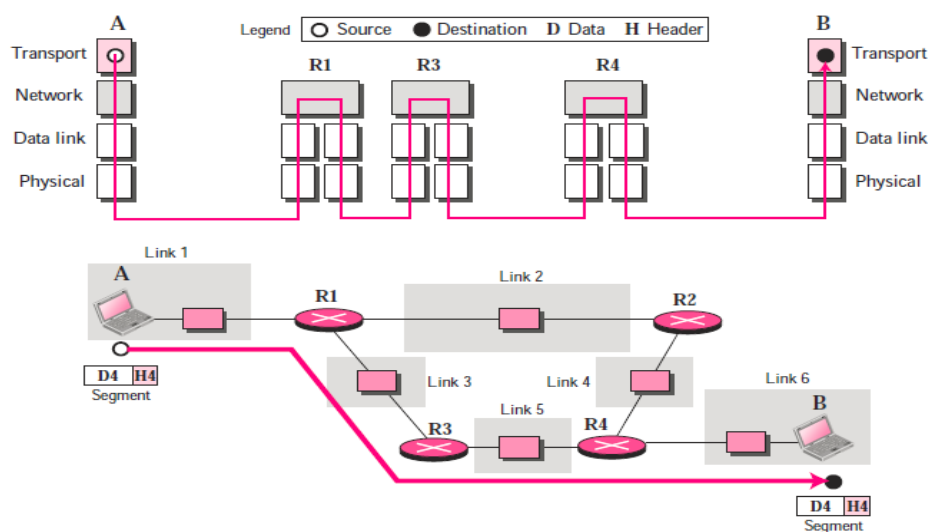 A
Legend Source Destination D Data H Header
B
Transport
R1 R3 R4
Transport
Network
Network
Data link
Data link
Physical
Physical
Link 1
A
Link 2
R1
R2
D4 H4
Segment
Link 3
Link 4
Link 6
Link 5
B
R3
R4
D4 H4
Segment